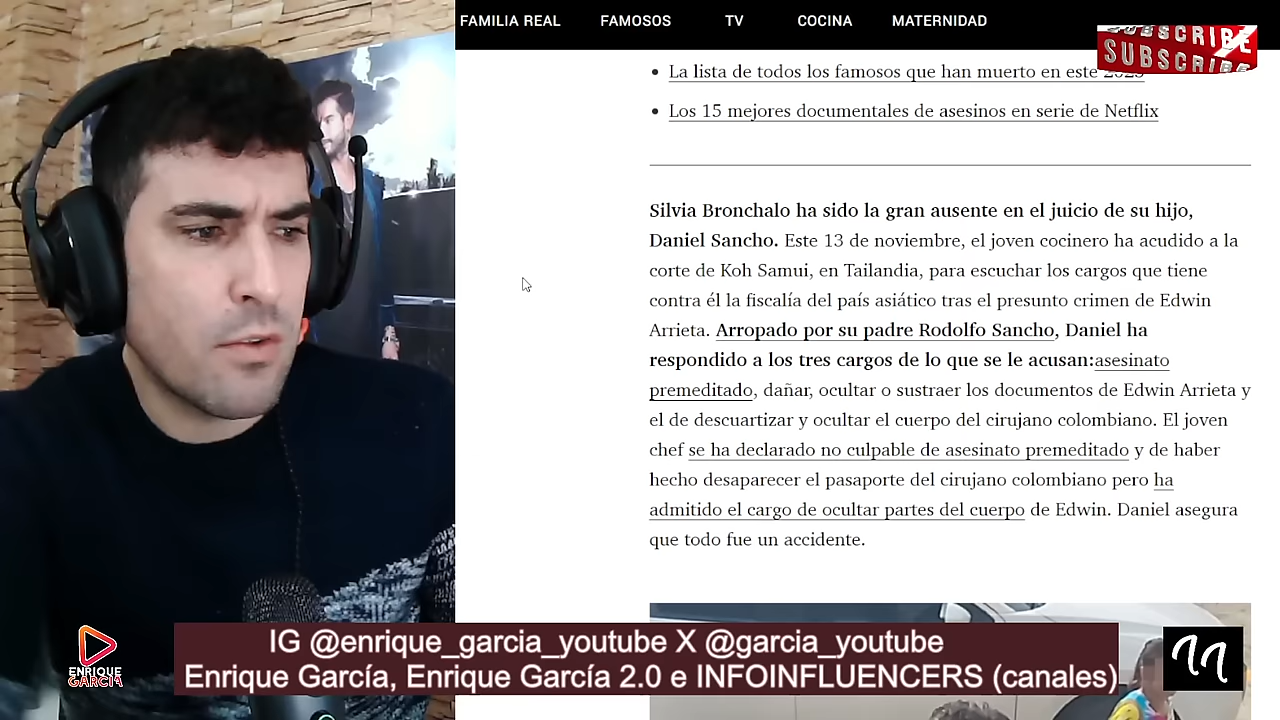 FAMILIA REAL FAMOSOS TV COCINA MATERNIDAD
SUBSCRIBE
SUBSCRIBE
La lista de todos los famosos que han muerto en este 2023
Los 15 mejores documentales de asesinos en serie de Netflix
Silvia Bronchalo ha sido la gran ausente en el juicio de su hijo,
Daniel Sancho. Este 13 de noviembre, el joven cocinero ha acudido a la
corte de Koh Samui, en Tailandia, para escuchar los cargos que tiene
contra él la fiscalía del país asiático tras el presunto crimen de Edwin
Arrieta. Arropado por su padre Rodolfo Sancho, Daniel ha
respondido a los tres cargos de lo que se le acusan:asesinato
premeditado, dañar, ocultar o sustraer los documentos de Edwin Arrieta y
el de descuartizar y ocultar el cuerpo del cirujano colombiano. El joven
chef se ha declarado no culpable de asesinato premeditado y de haber
hecho desaparecer el pasaporte del cirujano colombiano pero ha
admitido el cargo de ocultar partes del cuerpo de Edwin. Daniel asegura
que todo fue un accidente.
IG @enrique_garcia_youtube X @garcia_youtube
Enrique García, Enrique García 2.0 e INFOINFLUENCERS (canales)
ENRIQUE
GARCÍA